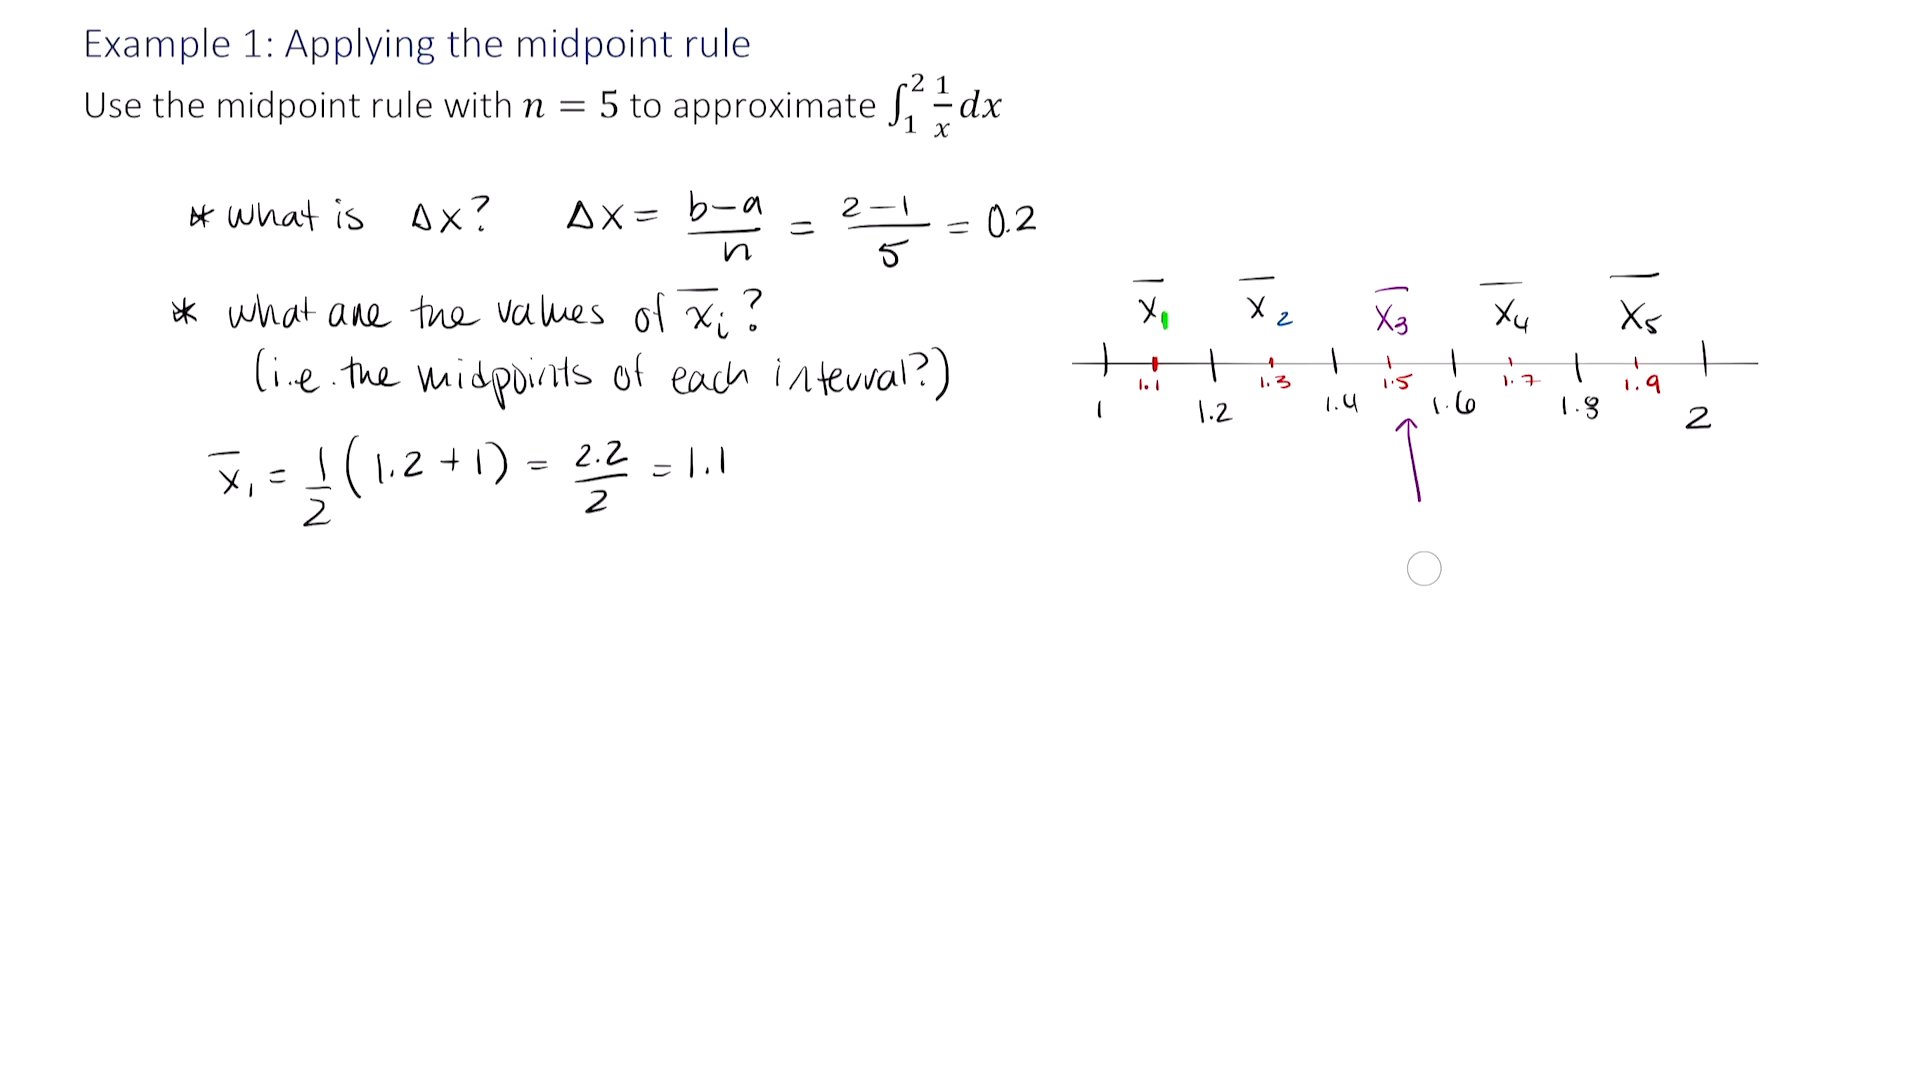 Example 1: Applying the midpoint rule
Use the midpoint rule with n = 5 to approximate ∫₁² 1/x dx
* what is Δx? Δx = b-a/n = 2-1/5 = 0.2
* what are the values of x̄ᵢ?
(i.e. the midpoints of each interval?)
x̄₁ = 1/2 (1.2 + 1) = 2.2/2 = 1.1
x̄₁ x̄₂ x̄₃ x̄₄ x̄₅
1.1 1.3 1.5 1.7 1.9
1 1.2 1.4 1.6 1.8 2